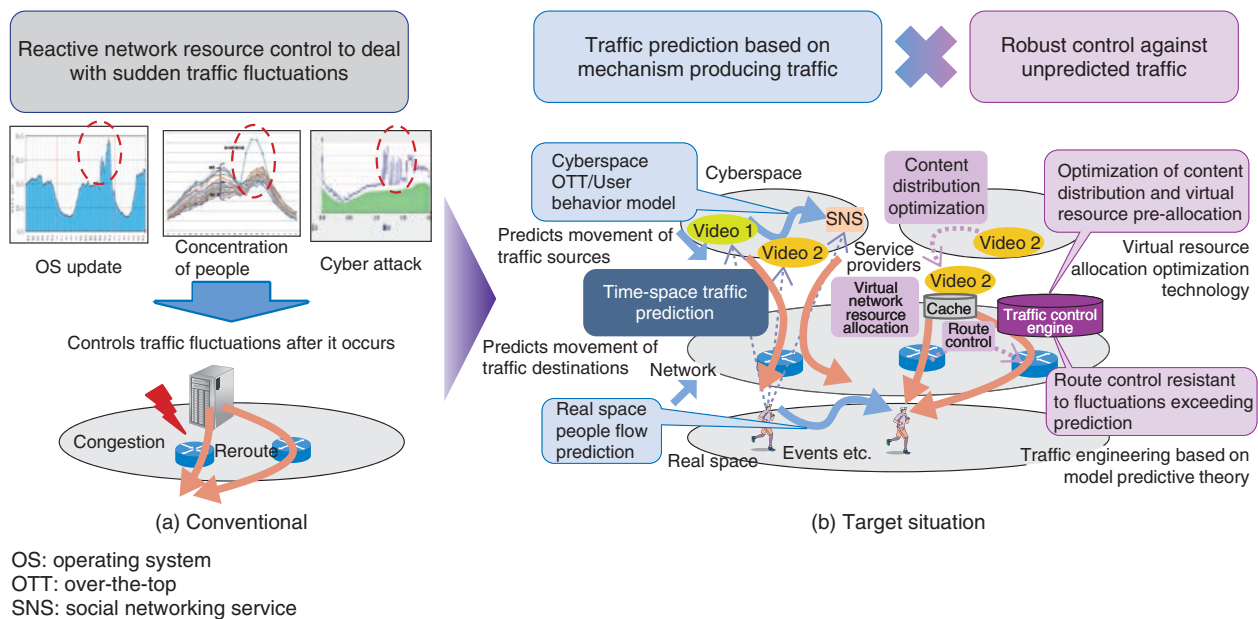 Reactive network resource control to deal
with sudden traffic fluctuations
OS update
Concentration
of people
Cyber attack
Controls traffic fluctuations after it occurs
Congestion
Reroute
(a) Conventional
OS: operating system
OTT: over-the-top
SNS: social networking service
Traffic prediction based on
mechanism producing traffic
Robust control against
unpredicted traffic
Cyberspace
OTT/User
behavior model
Cyberspace
SNS
Video 1
Video 2
Predicts movement of
traffic sources
Time-space traffic
prediction
Predicts movement of
traffic destinations
Network
Real space
people flow
prediction
Real space
Events etc.
Content
distribution
optimization
Video 2
Service
providers
Video 2
Virtual
network
resource
allocation
Cache
Route
control
Traffic control
engine
Optimization of content
distribution and virtual
resource pre-allocation
Virtual resource
allocation optimization
technology
Route control resistant
to fluctuations exceeding
prediction
Traffic engineering based on
model predictive theory
(b) Target situation